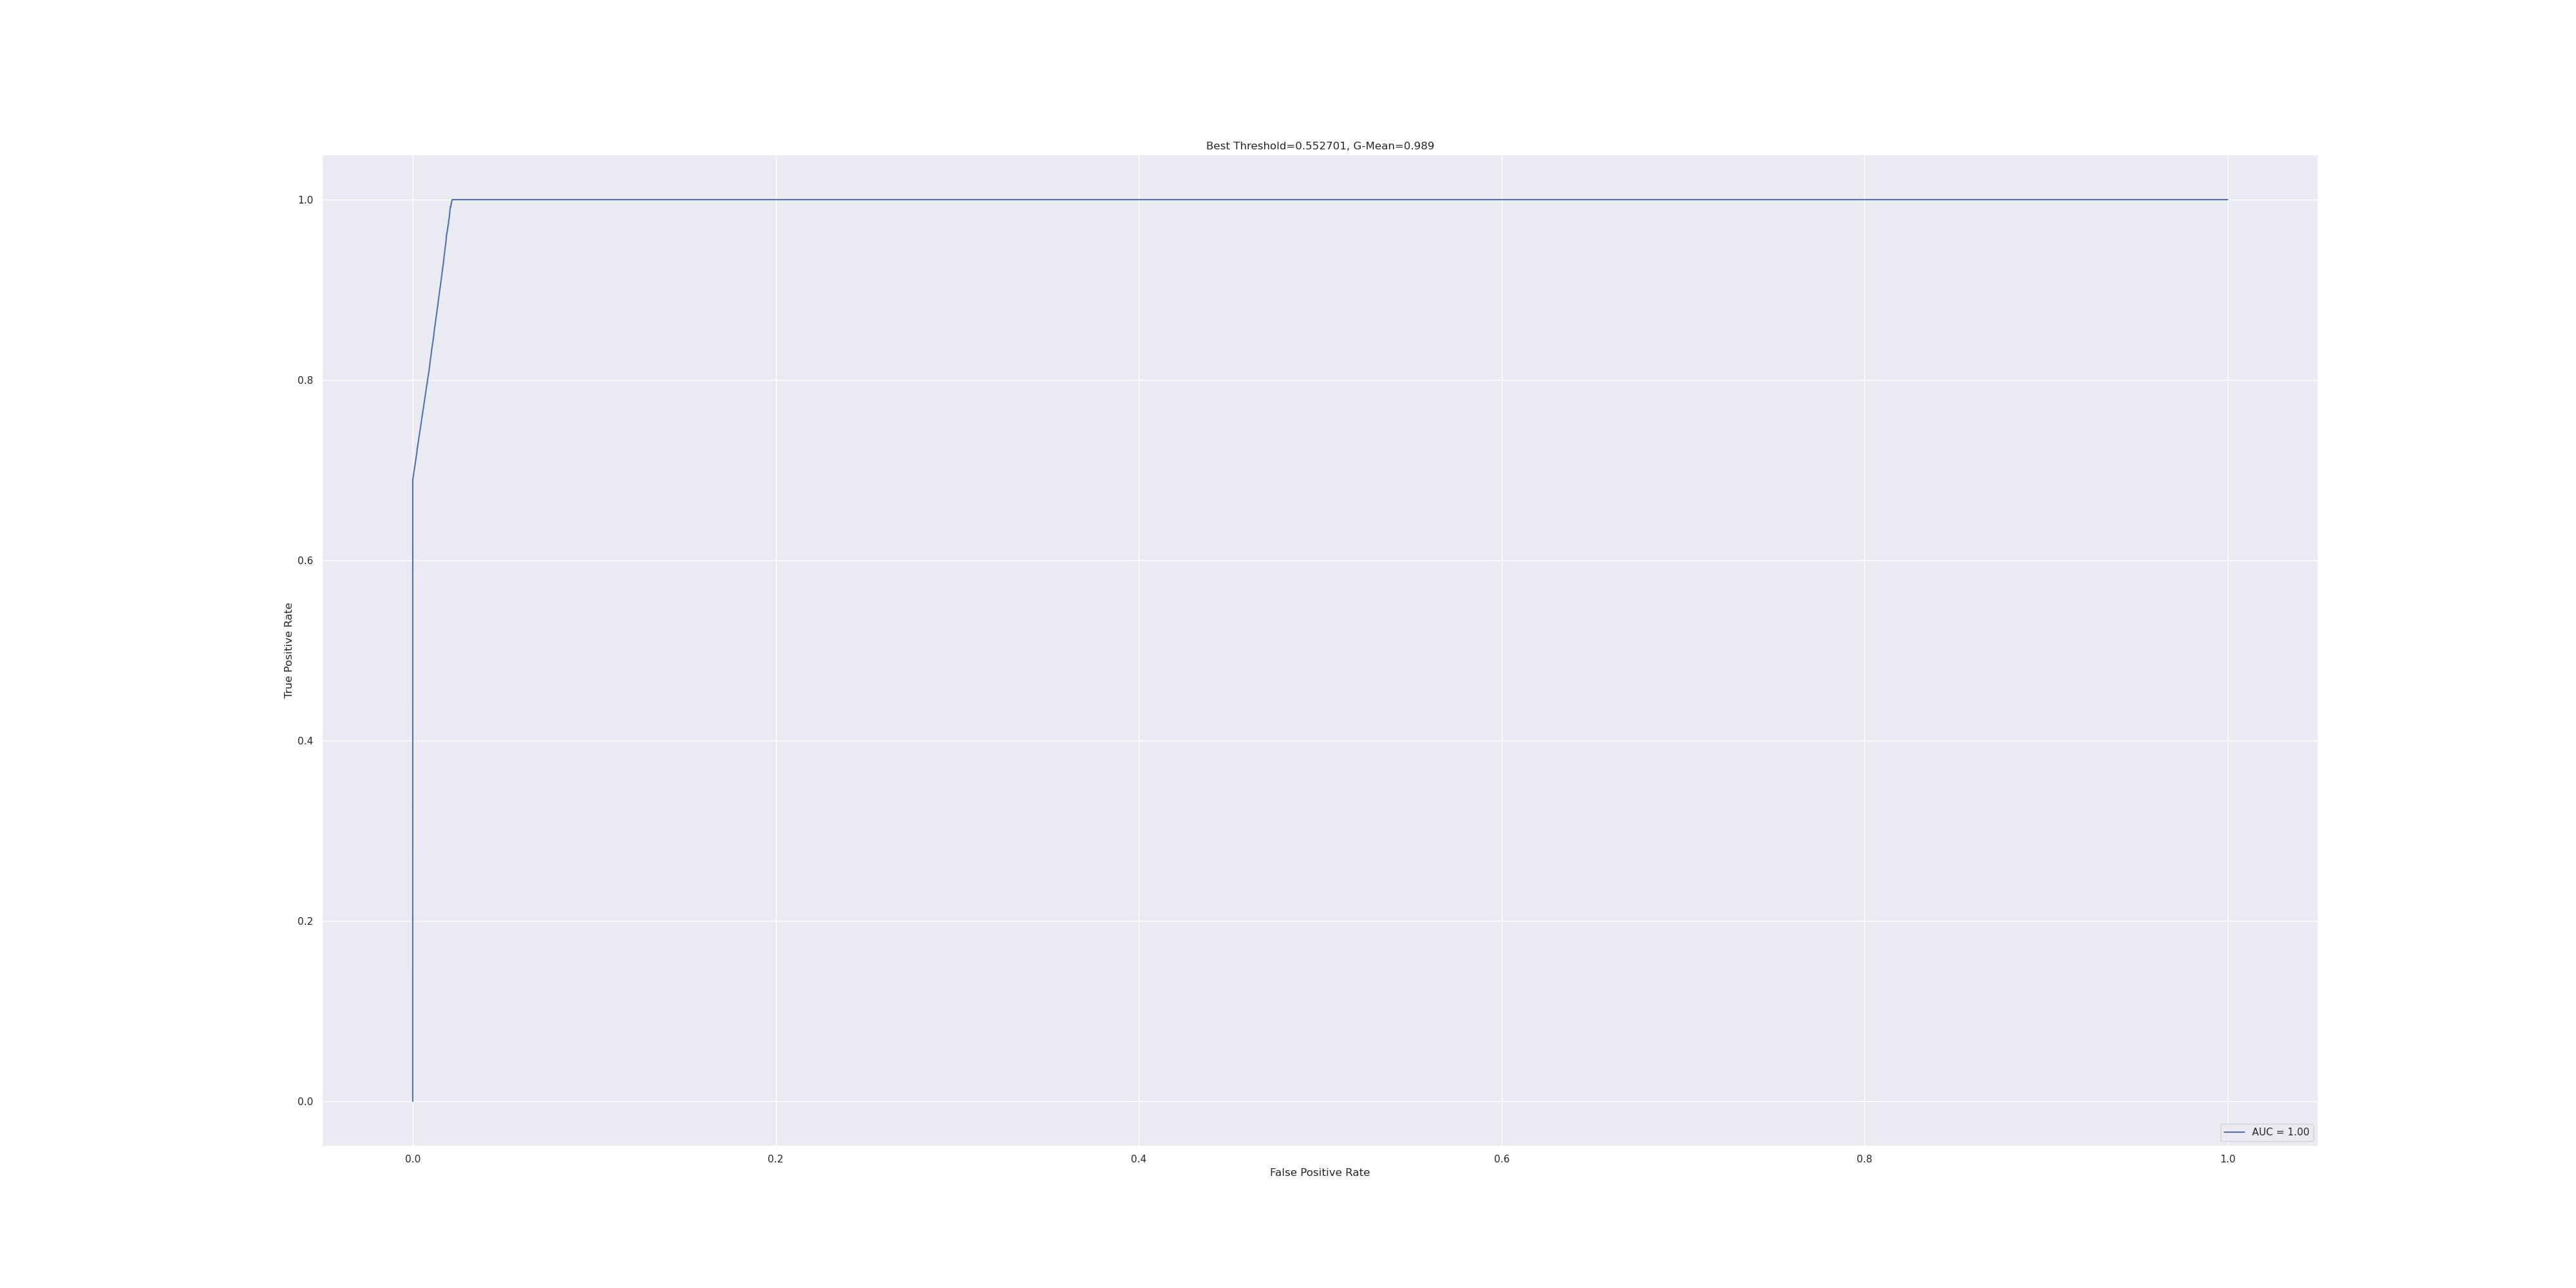 Best Threshold=0.552701, G-Mean=0.989
1.0
0.8
0.6
0.4
0.2
0.0
True Positive Rate
0.0 0.2 0.4 0.6 0.8 1.0
False Positive Rate
AUC = 1.00